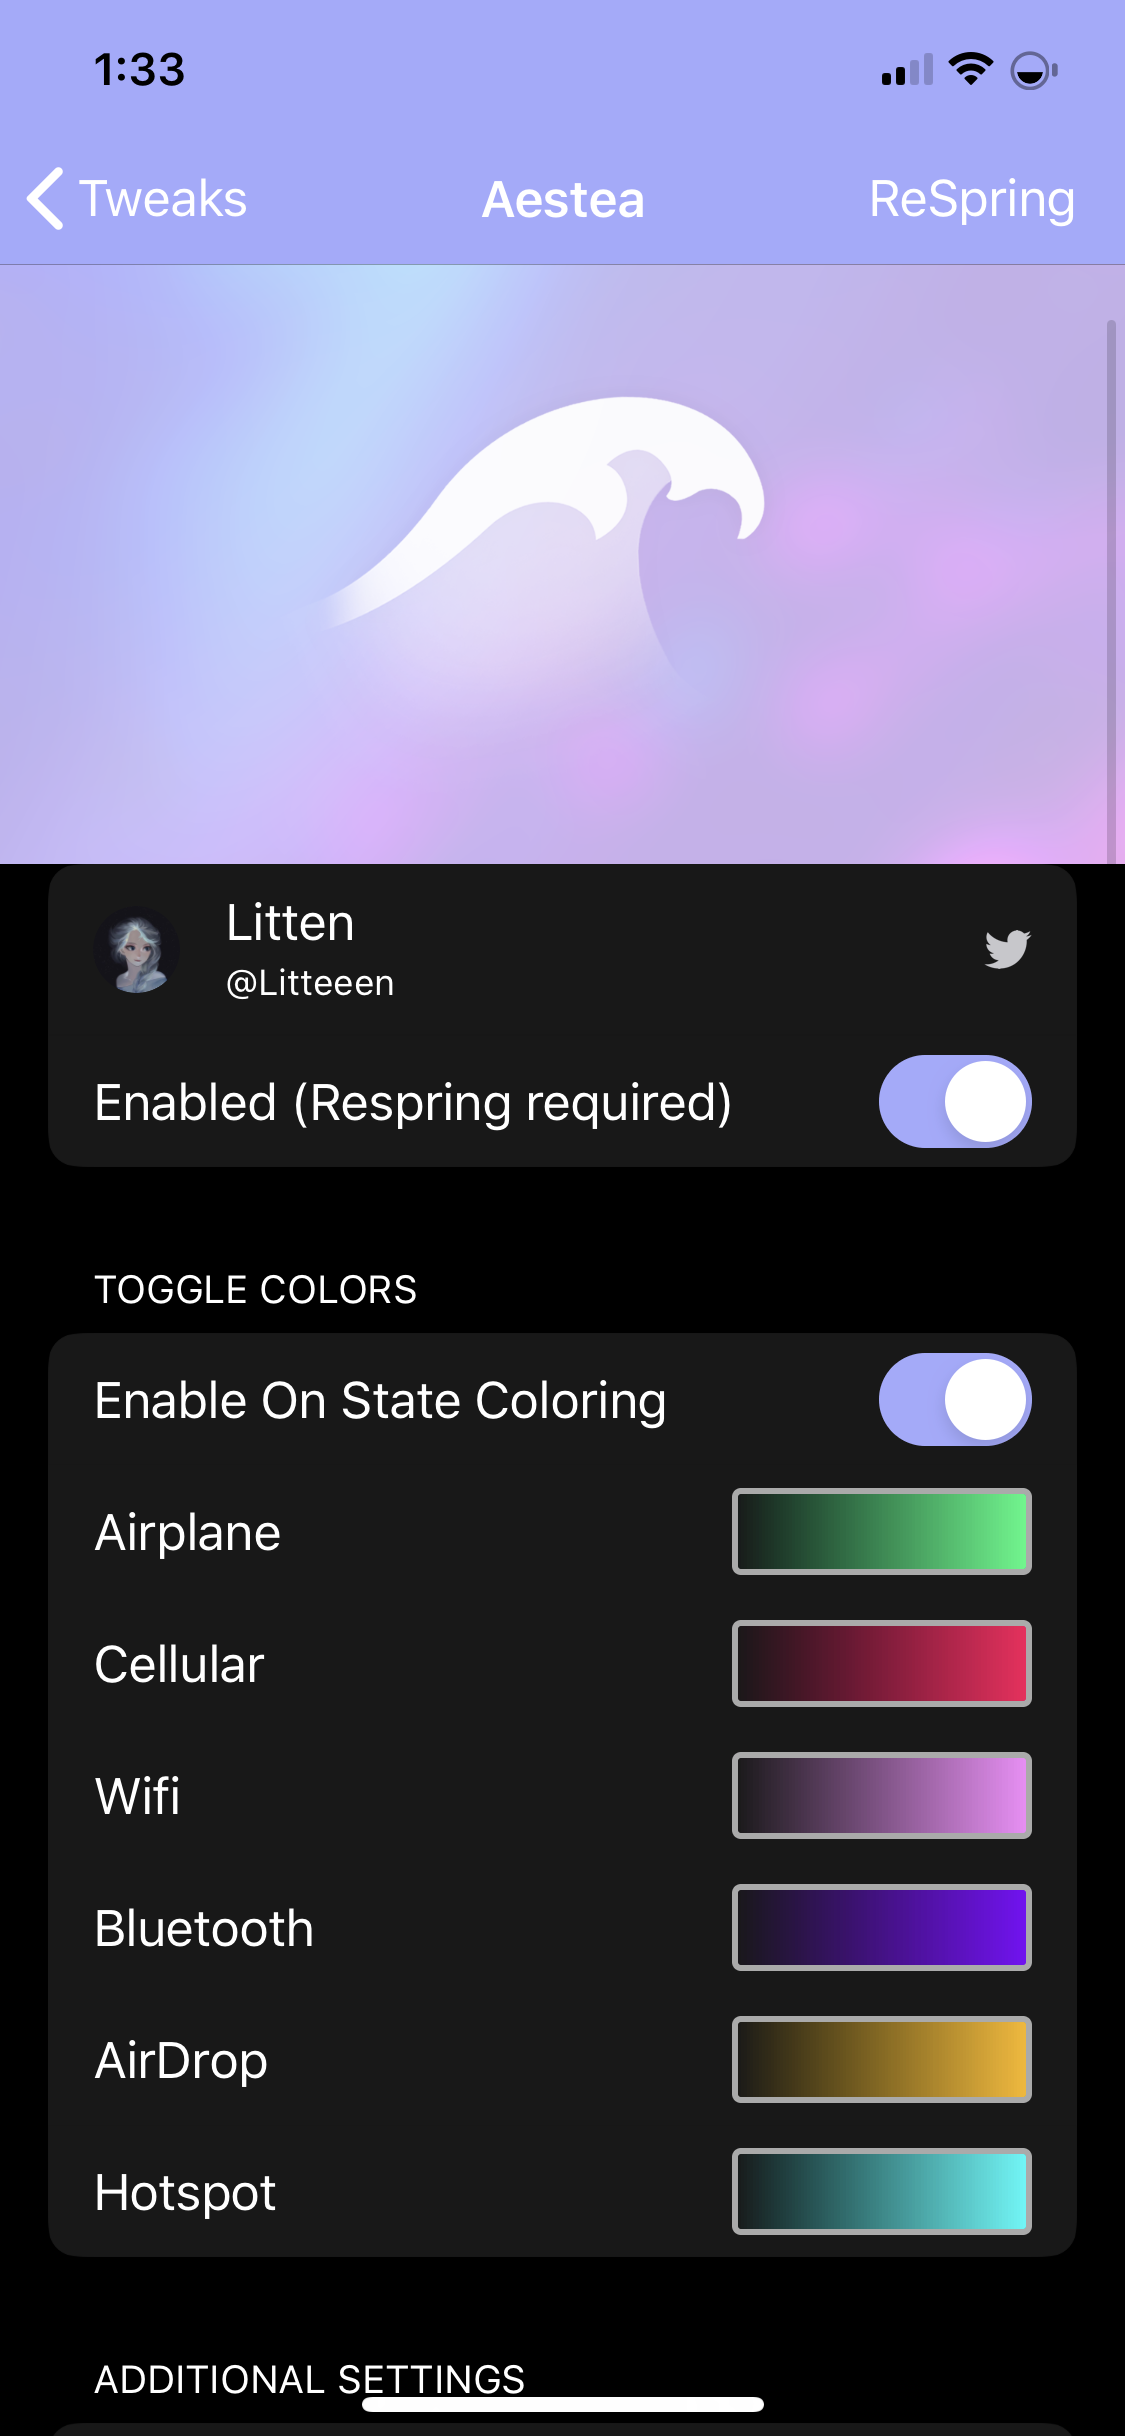 1:33
Tweaks
Aestea
ReSpring
Litten
@Litteeen
Enabled (Respring required)
TOGGLE COLORS
Enable On State Coloring
Airplane
Cellular
Wifi
Bluetooth
AirDrop
Hotspot
ADDITIONAL SETTINGS